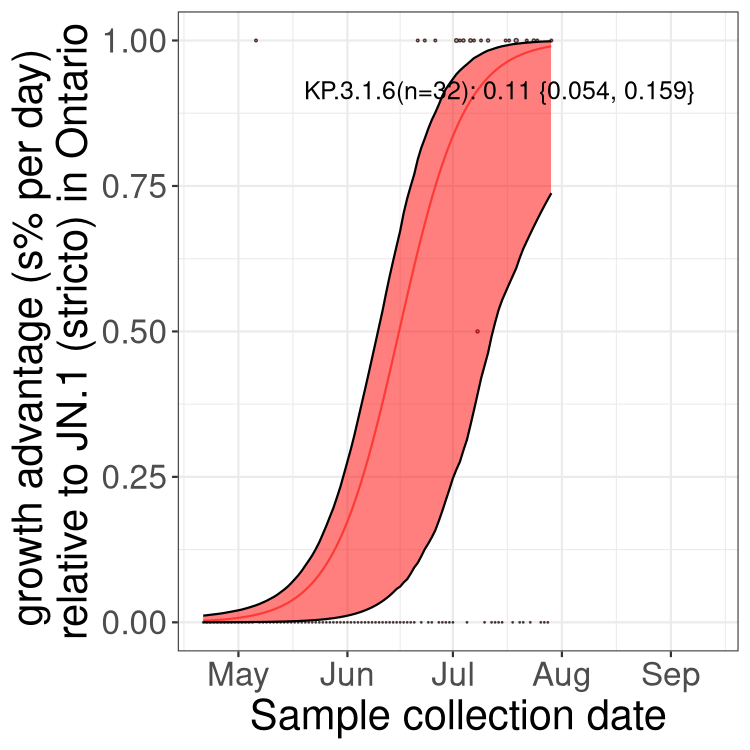 growth advantage (s% per day)
relative to JN.1 (stricto) in Ontario
1.00
0.75
0.50
0.25
0.00
KP.3.1.6(n=32): 0.11 {0.054, 0.159}
May Jun Jul Aug Sep
Sample collection date